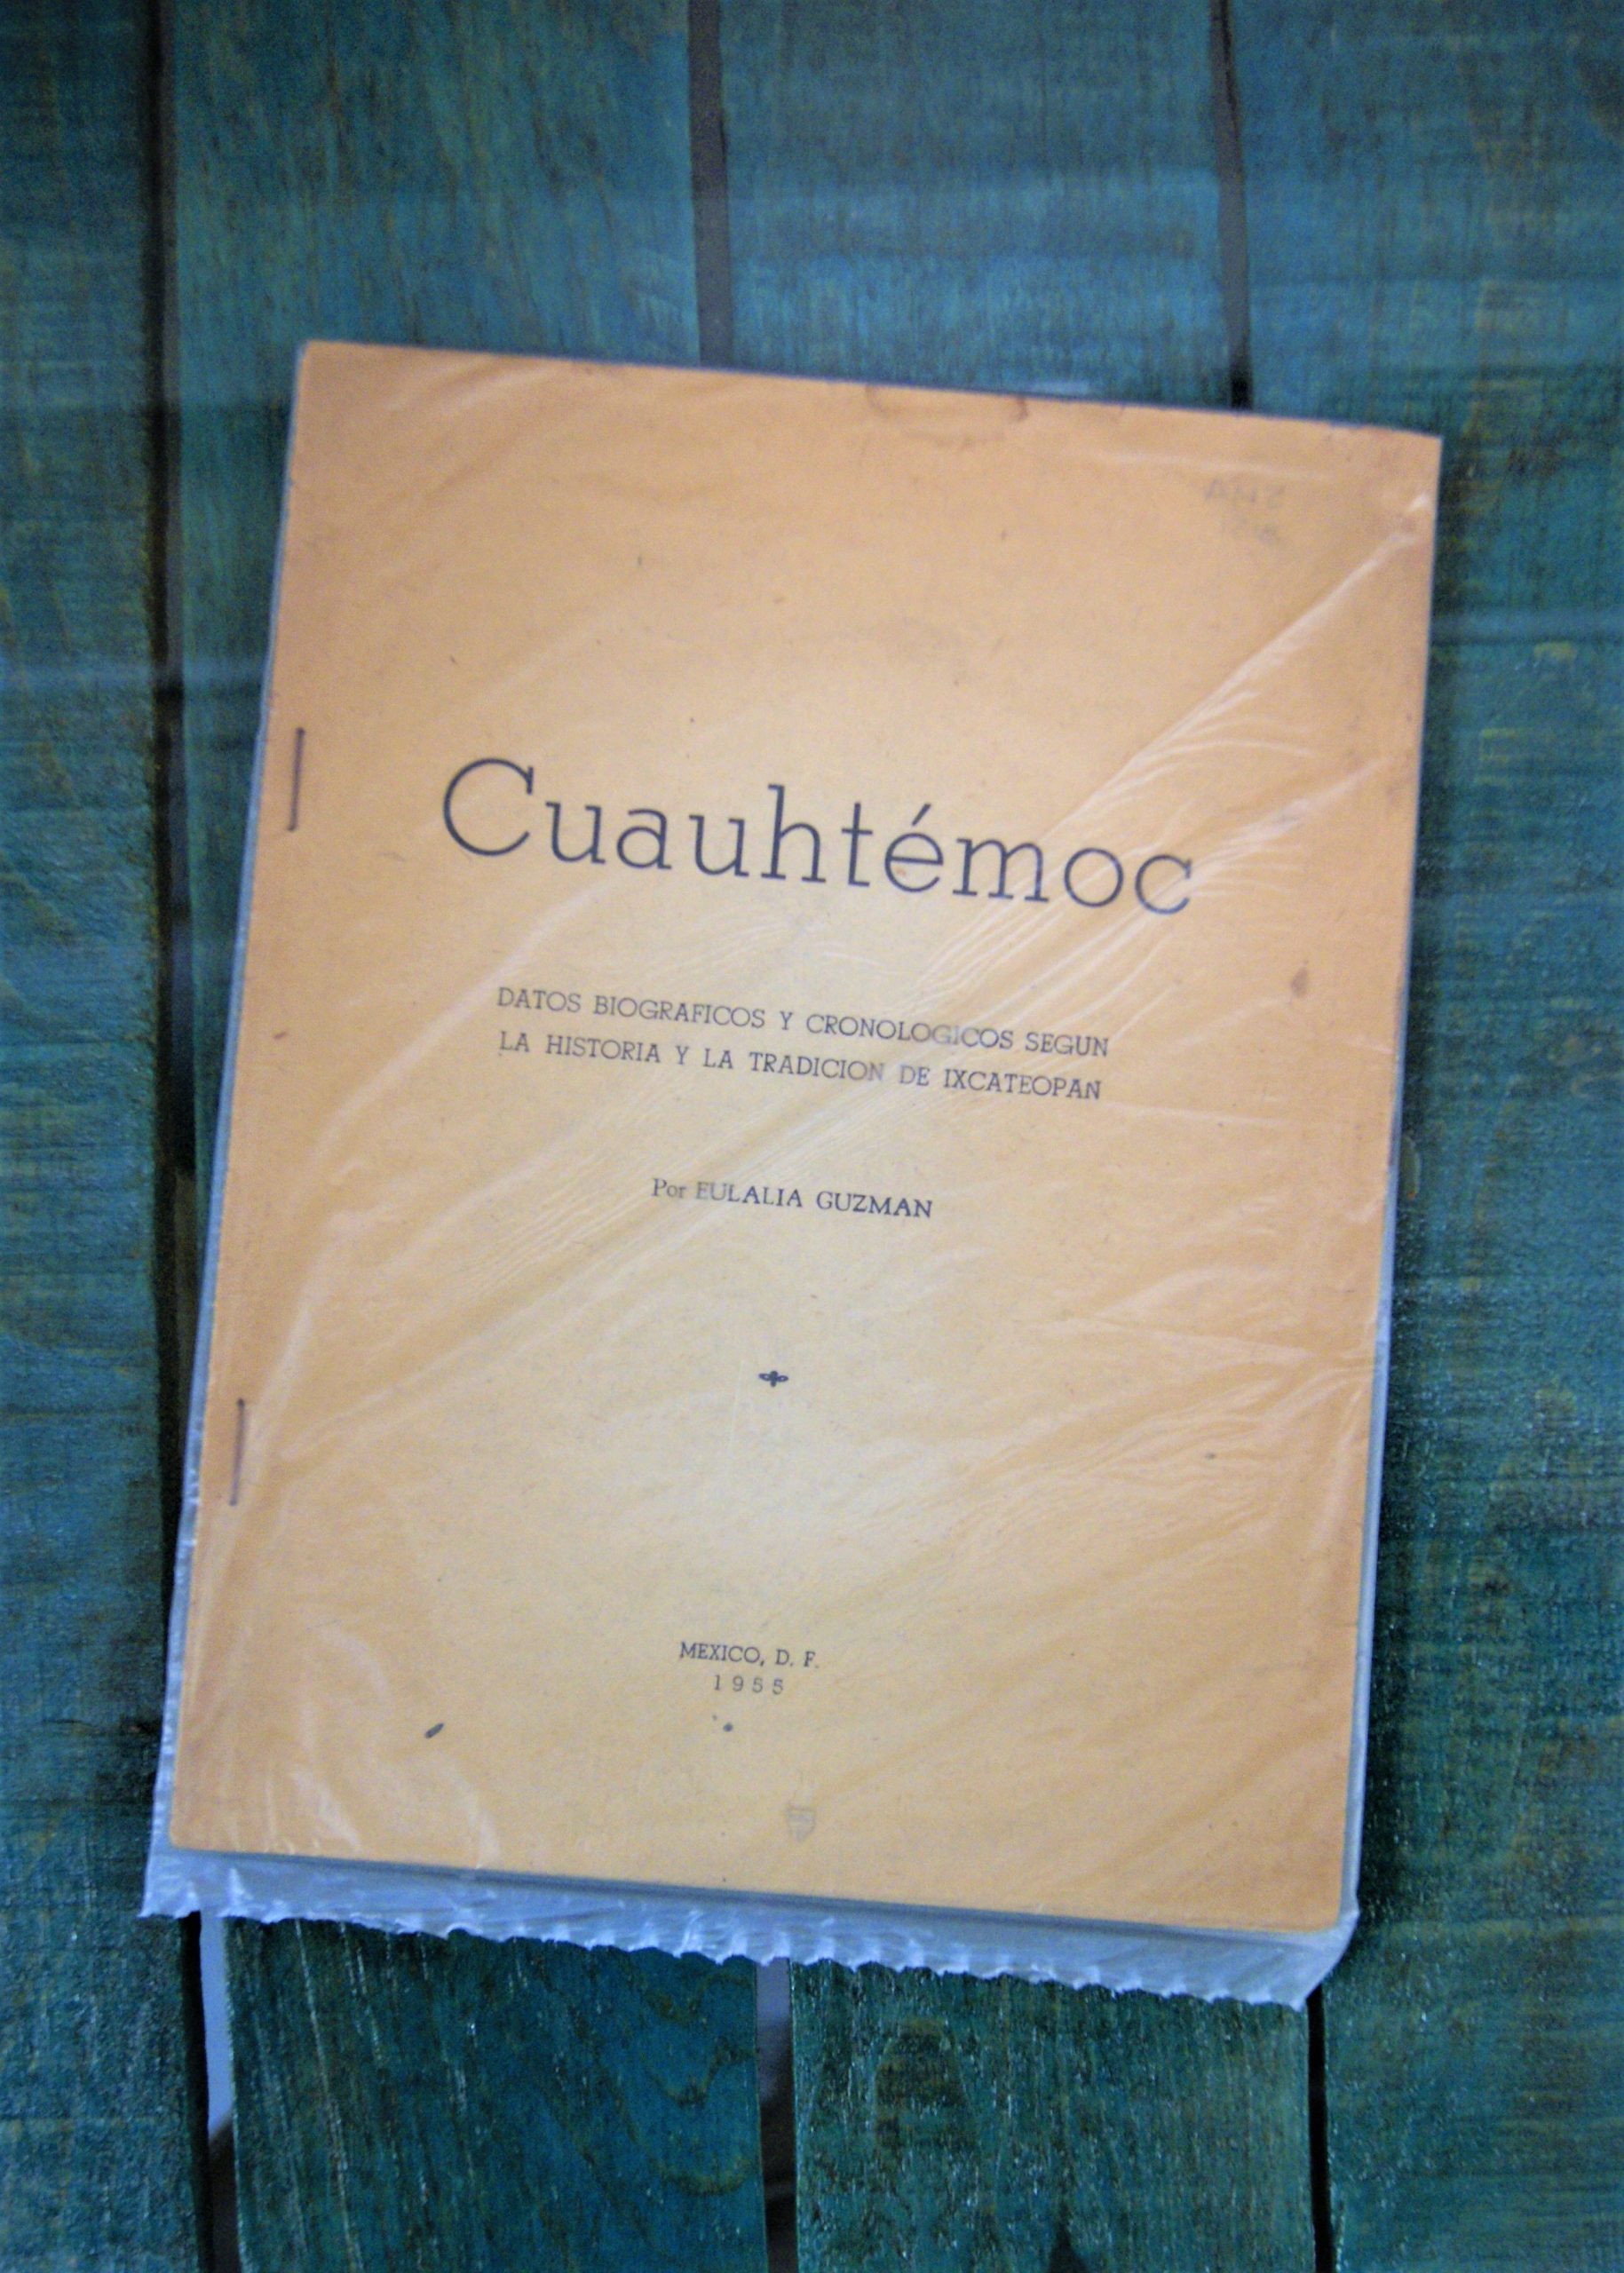 Cuauhtémoc
DATOS BIOGRAFICOS Y CRONOLOGICOS SEGUN
LA HISTORIA Y LA TRADICION DE IXCATEOPAN
Por EULALIA GUZMAN
MEXICO, D. F.
1955